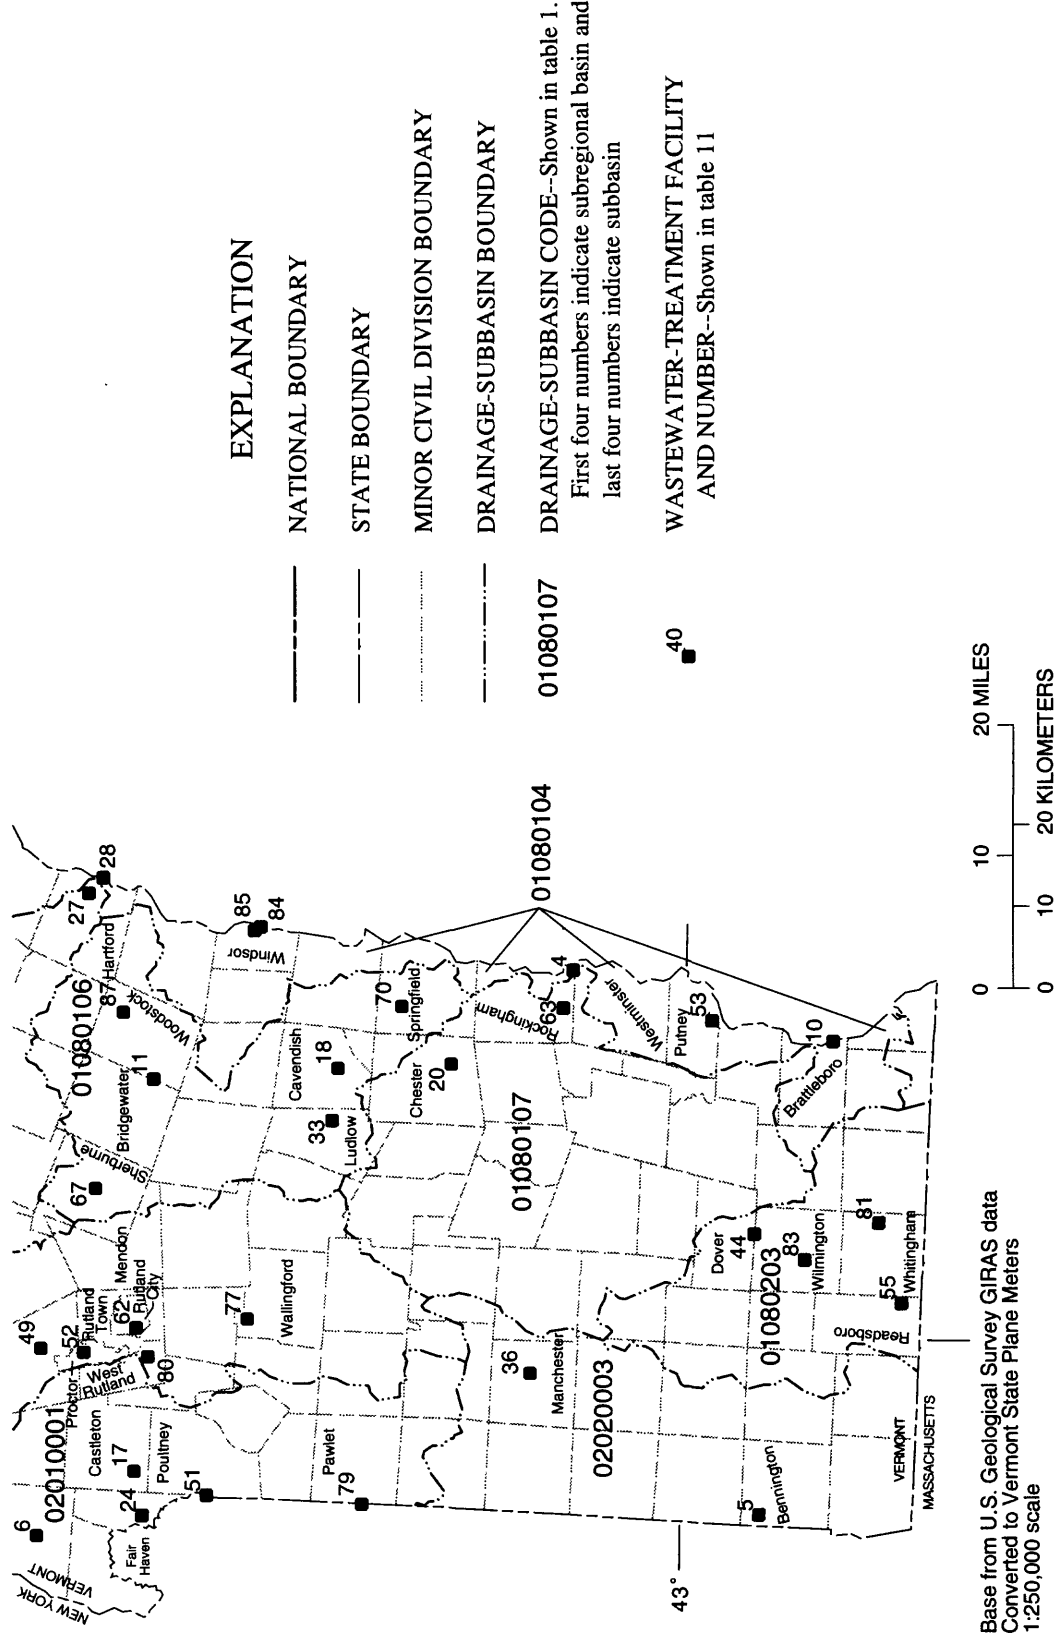 EXPLANATION
NATIONAL BOUNDARY
STATE BOUNDARY
MINOR CIVIL DIVISION BOUNDARY
DRAINAGE-SUBBASIN BOUNDARY
01080107
DRAINAGE-SUBBASIN CODE--Shown in table 1.
First four numbers indicate subregional basin and
last four numbers indicate subbasin
40
WASTEWATER-TREATMENT FACILITY
AND NUMBER--Shown in table 11
NEW YORK
VERMONT
6
02010001
49
Proctor
52
Rutland
Town
62
Rutland
City
Mendon
67
Sherburne
Bridgewater
11
01080106
87
Woodstock
Hartford
27
28
Fair
Haven
24
Castleton
17
West
Rutland
80
Poultney
51
77
Wallingford
85
84
Windsor
Pawlet
79
Cavendish
18
33
Ludlow
70
Springfield
Chester
20
01080104
Rockingham
63
4
01080107
36
Manchester
02020003
Westminster
Putney
53
43°
Dover
44
01080203
83
Wilmington
10
Brattleboro
5
Bennington
81
55
Whitingham
Readsboro
VERMONT
MASSACHUSETTS
0
10
20 MILES
0
10
20 KILOMETERS
Base from U.S. Geological Survey GIRAS data
Converted to Vermont State Plane Meters
1:250,000 scale